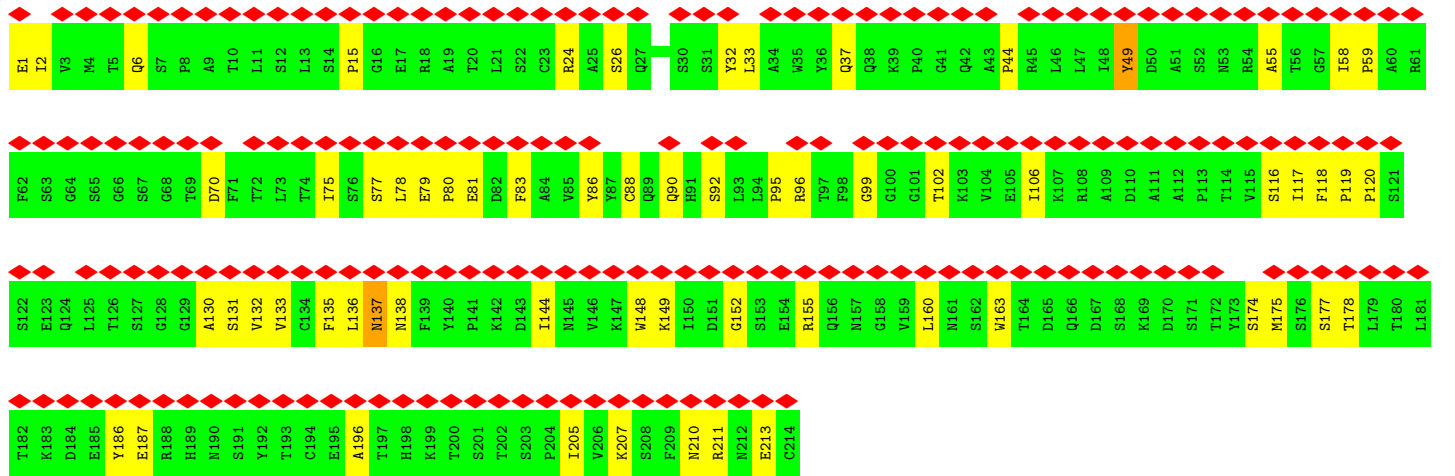 E1 I2 V3 M4 T5 Q6 S7 P8 A9 T10 L11 S12 L13 S14 P15 G16 E17 R18 A19 T20 L21 S22 C23 R24 A25 S26 Q27 S30 S31 Y32 L33 A34 W35 Y36 Q37 Q38 K39 P40 G41 Q42 A43 P44 R45 L46 L47 I48 Y49 D50 A51 S52 N53 R54 A55 T56 G57 I58 P59 A60 R61
F62 S63 G64 S65 G66 S67 G68 T69 D70 F71 T72 L73 T74 I75 S76 S77 L78 E79 P80 E81 D82 F83 A84 V85 Y86 Y87 C88 Q89 Q90 H91 S92 L93 L94 P95 R96 T97 F98 G99 G100 G101 T102 K103 V104 E105 I106 K107 R108 A109 D110 A111 A112 P113 T114 V115 S116 I117 F118 P119 P120 S121
S122 E123 Q124 L125 T126 S127 G128 G129 A130 S131 V132 V133 C134 F135 L136 N137 N138 F139 Y140 P141 K142 D143 I144 N145 V146 K147 W148 K149 I150 D151 G152 S153 E154 R155 Q156 N157 G158 V159 L160 N161 S162 W163 T164 D165 Q166 D167 S168 K169 D170 S171 T172 Y173 S174 M175 S176 S177 T178 L179 T180 L181
T182 K183 D184 E185 Y186 E187 R188 H189 N190 S191 Y192 T193 C194 E195 A196 T197 H198 K199 T200 S201 T202 S203 P204 I205 V206 K207 S208 F209 N210 R211 N212 E213 C214